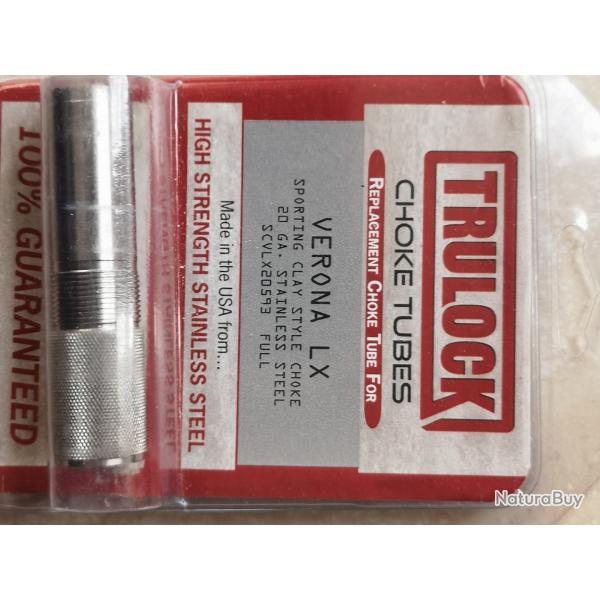 TRULOCK
CHOKE TUBES
REPLACEMENT CHOKE TUBE FOR
VERONA LX
SPORTING CLAY STYLE CHOKE
20 GA. STAINLESS STEEL
SCVLX20593 FULL
Made in the USA from...
HIGH STRENGTH STAINLESS STEEL
100% GUARANTEED
NaturaBuy